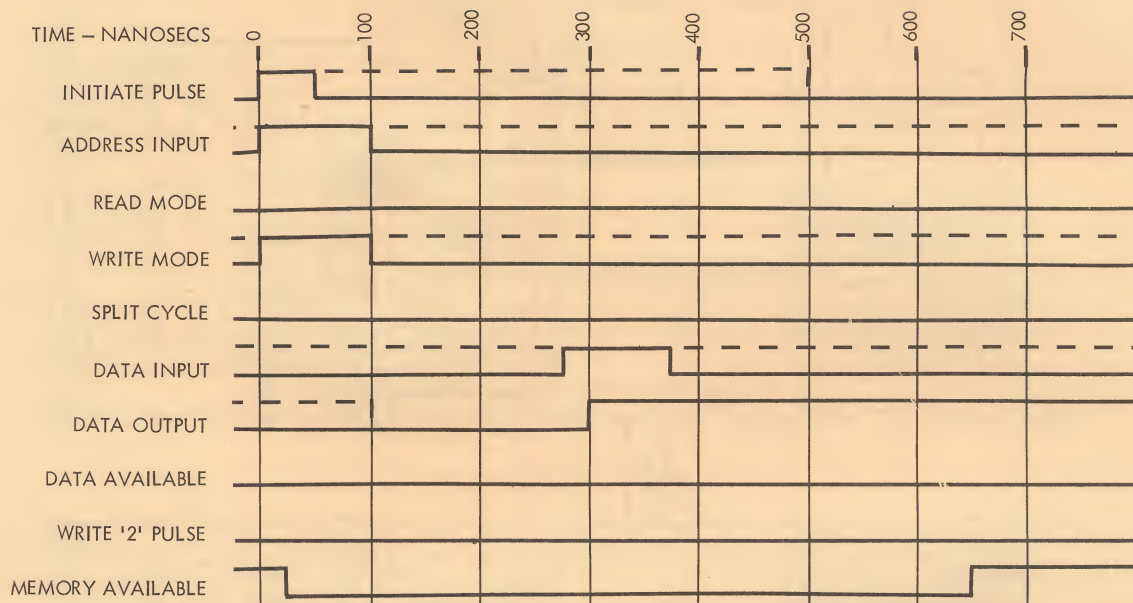 TIME – NANOSECS 0 100 200 300 400 500 600 700
INITIATE PULSE
ADDRESS INPUT
READ MODE
WRITE MODE
SPLIT CYCLE
DATA INPUT
DATA OUTPUT
DATA AVAILABLE
WRITE '2' PULSE
MEMORY AVAILABLE